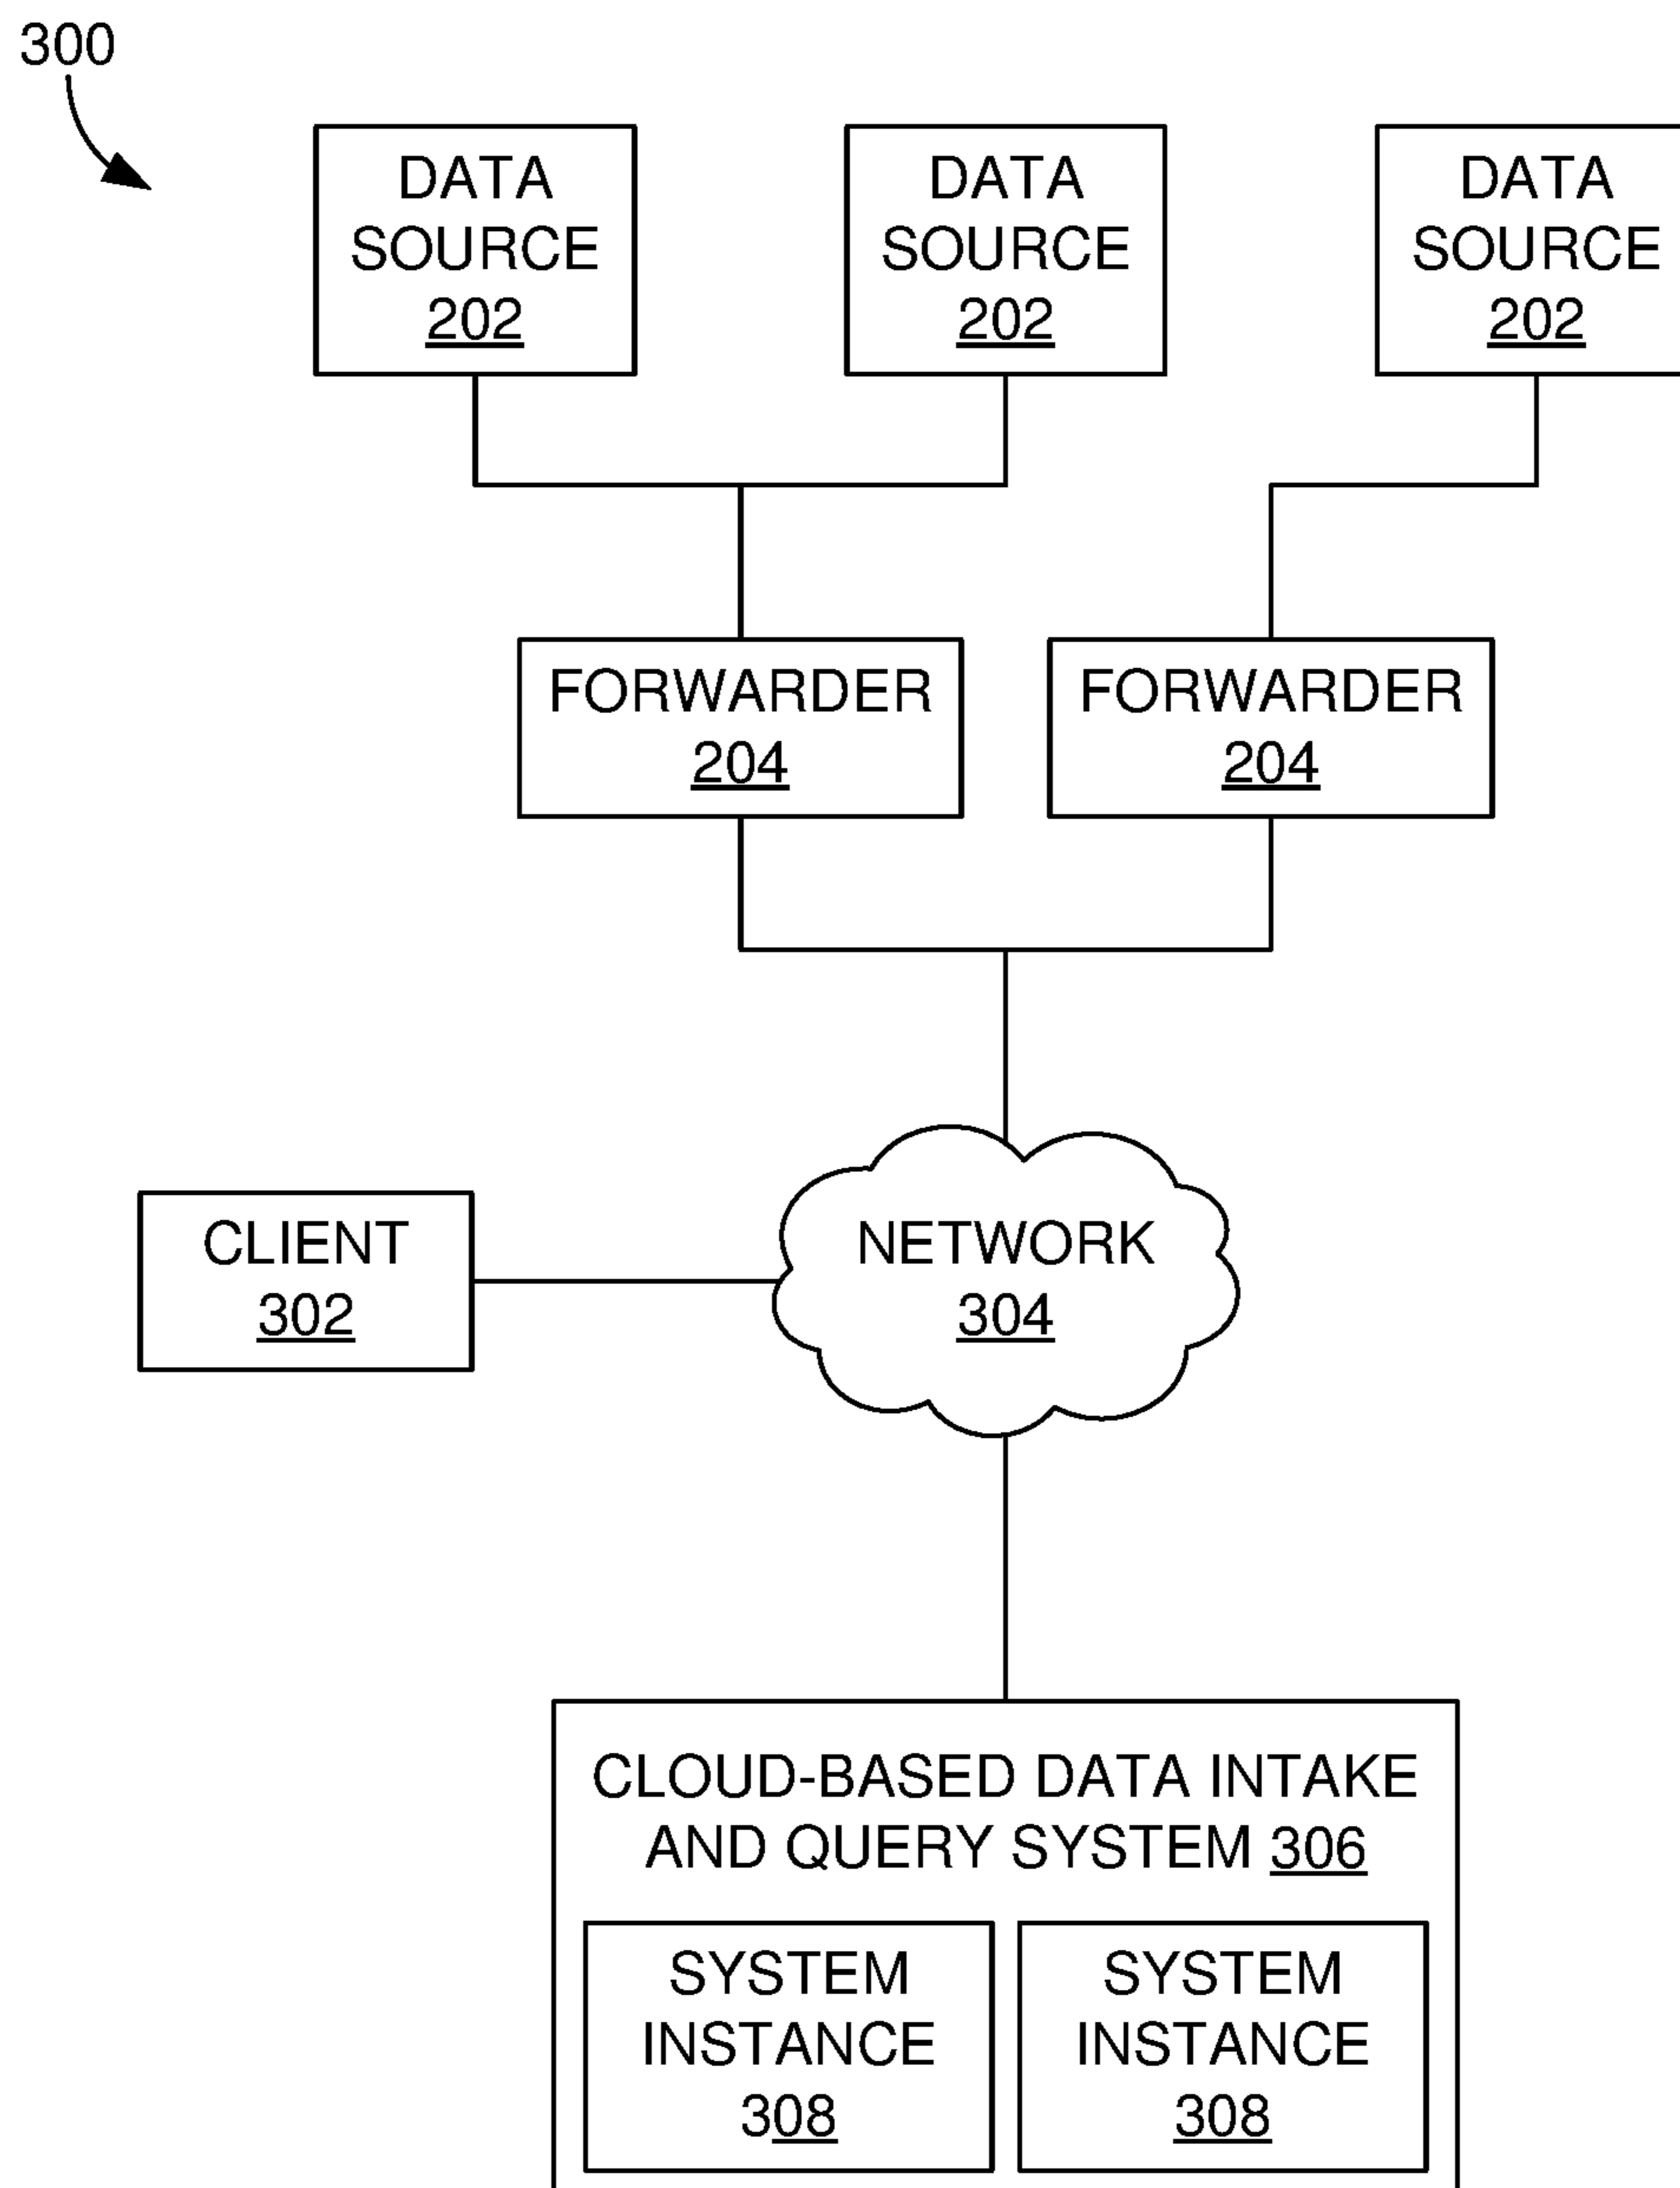 300
DATA
SOURCE
202
DATA
SOURCE
202
DATA
SOURCE
202
FORWARDER
204
FORWARDER
204
CLIENT
302
NETWORK
304
CLOUD-BASED DATA INTAKE
AND QUERY SYSTEM 306
SYSTEM
INSTANCE
308
SYSTEM
INSTANCE
308